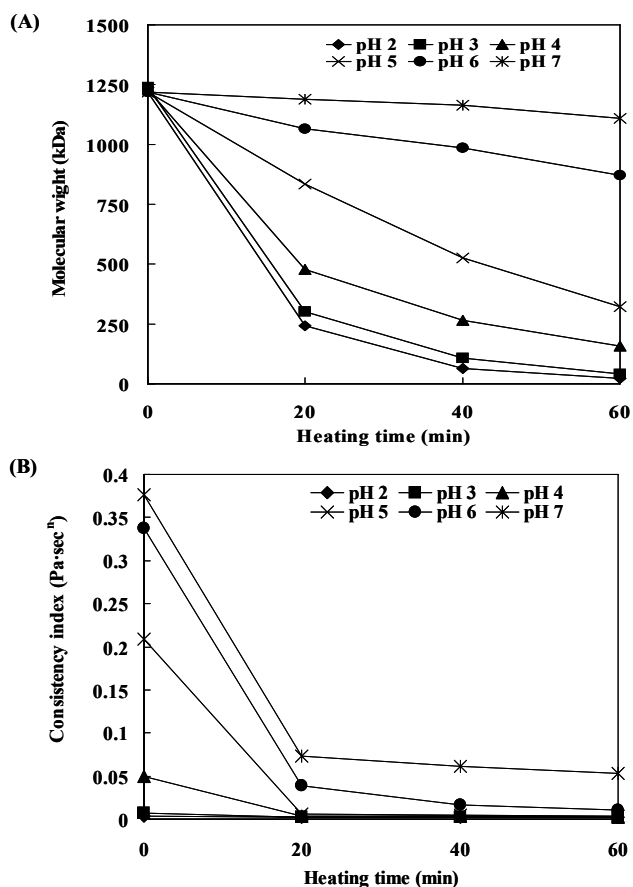 (A)
1500
1250
1000
750
500
250
0
Molecular wight (kDa)
pH 2 pH 3 pH 4
pH 5 pH 6 pH 7
0 20 40 60
Heating time (min)
(B)
0.4
0.35
0.3
0.25
0.2
0.15
0.1
0.05
0
Consistency index (Pa·sec^n)
pH 2 pH 3 pH 4
pH 5 pH 6 pH 7
0 20 40 60
Heating time (min)